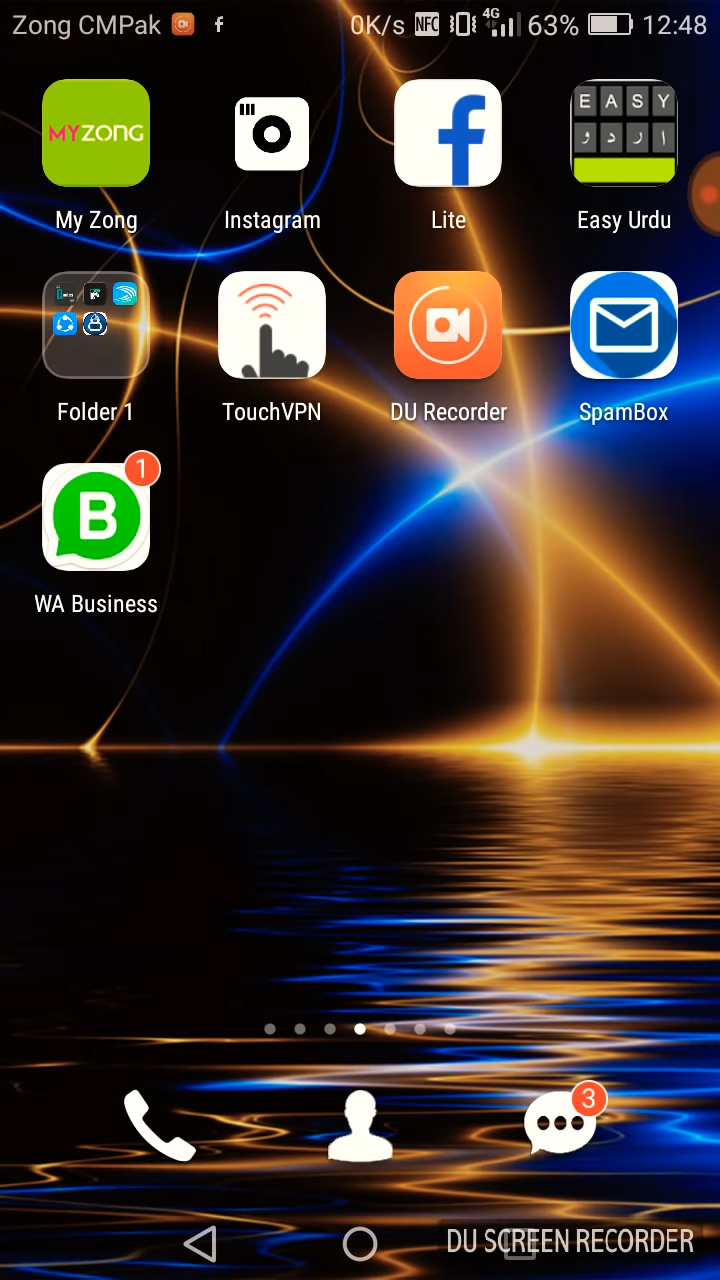 Zong CMPak 0K/s NFC 4G 63% 12:48
MYZONG
E A S Y
ا ر د و
My Zong Instagram Lite Easy Urdu
Folder 1 TouchVPN DU Recorder SpamBox
1
B
WA Business
3
DU SCREEN RECORDER